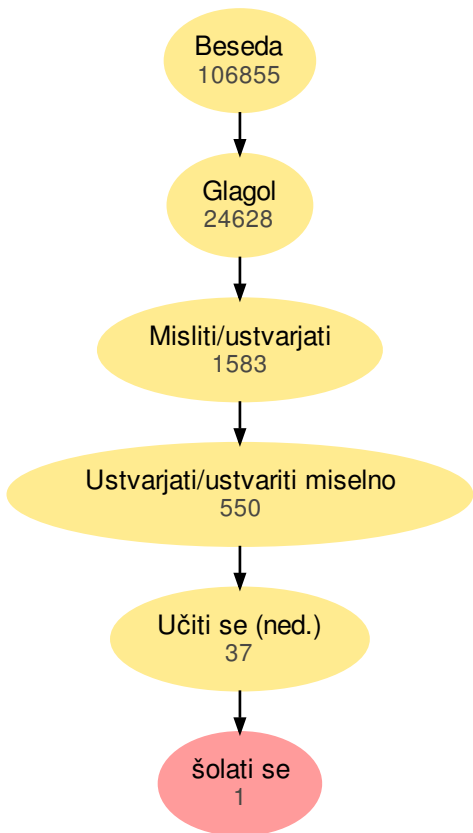 Beseda
106855
Glagol
24628
Misliti/ustvarjati
1583
Ustvarjati/ustvariti miselno
550
Učiti se (ned.)
37
šolati se
1